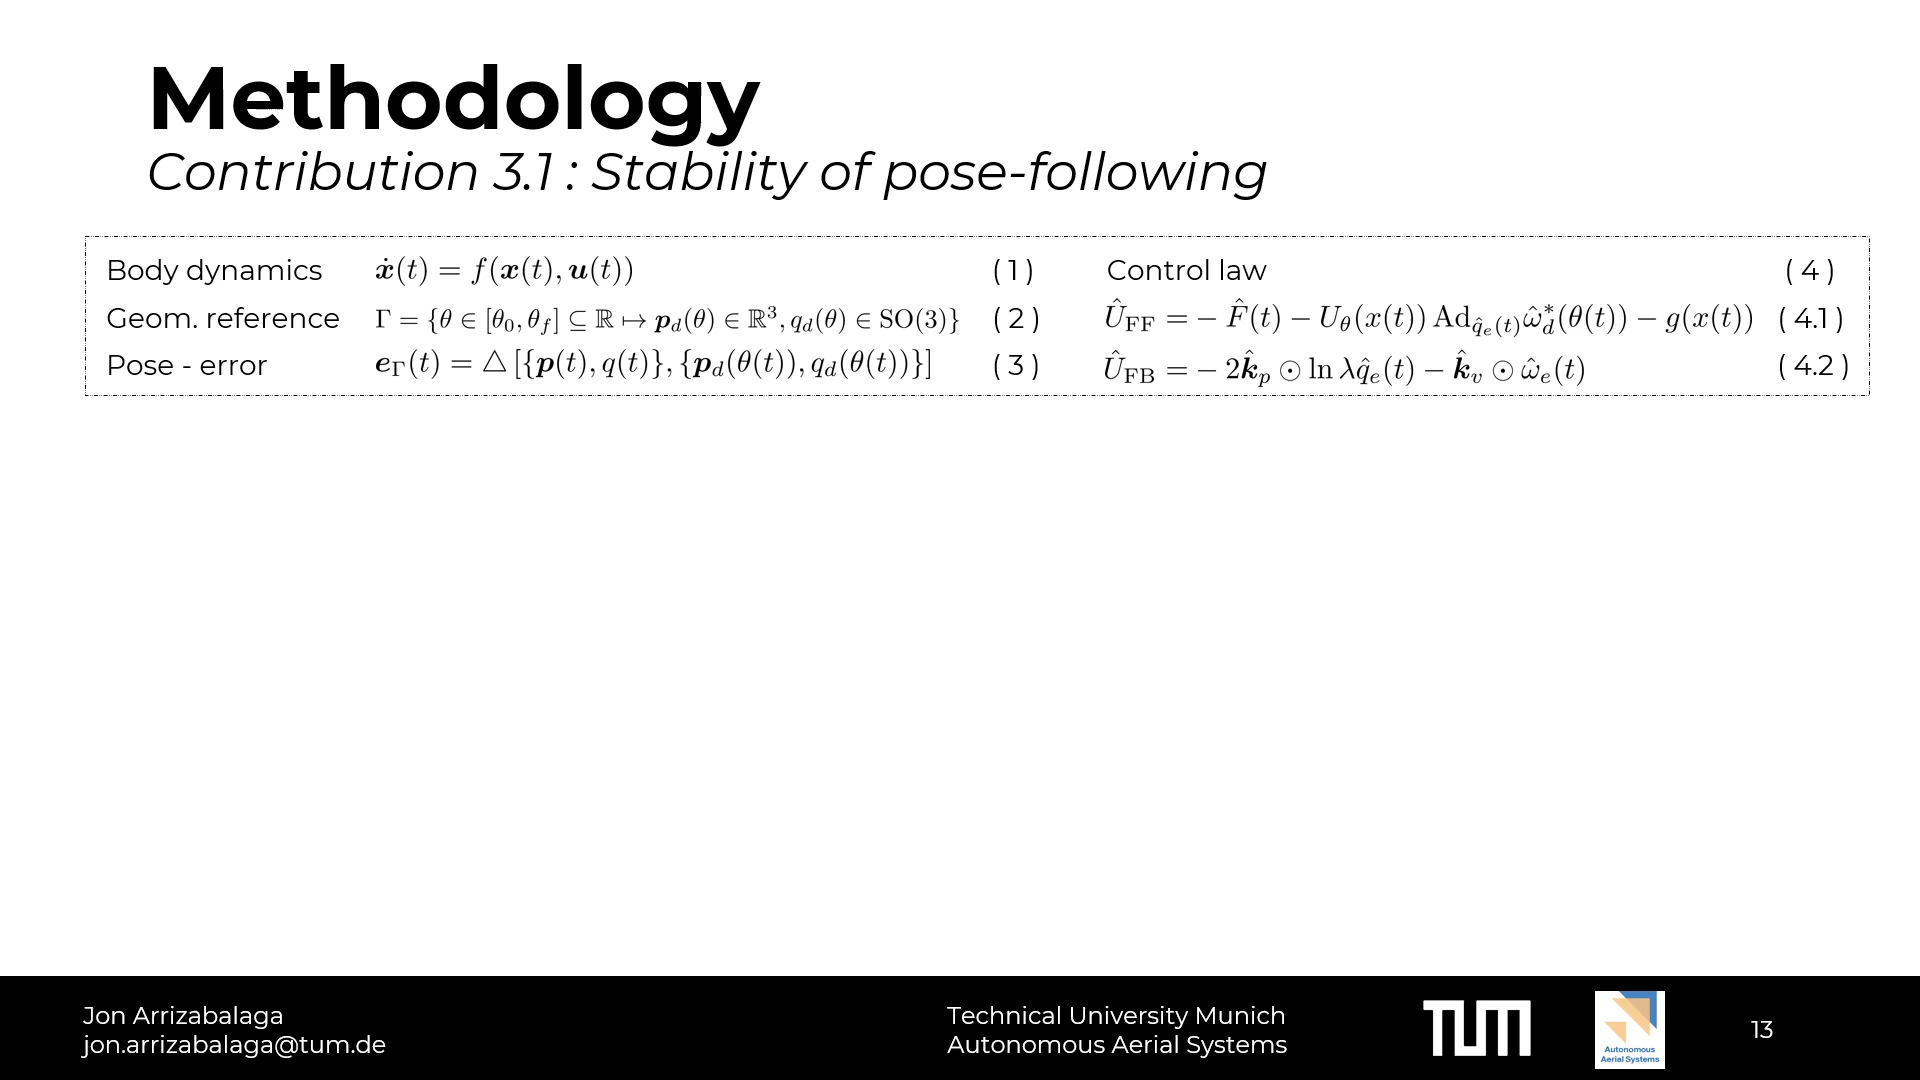 Methodology
Contribution 3.1 : Stability of pose-following
Body dynamics ẋ(t) = f(x(t), u(t)) ( 1 )
Geom. reference Γ = {θ ∈ [θ₀, θ_f] ⊆ ℝ ↦ p_d(θ) ∈ ℝ³, q_d(θ) ∈ SO(3)} ( 2 )
Pose - error e_Γ(t) = △ [{p(t), q(t)}, {p_d(θ(t)), q_d(θ(t))}] ( 3 )
Control law ( 4 )
Û_FF = − F̂(t) − U_θ(x(t)) Ad_{q̂_e(t)} ω̂_d^*(θ(t)) − g(x(t)) ( 4.1 )
Û_FB = − 2k̂_p ⊙ ln λq̂_e(t) − k̂_v ⊙ ω̂_e(t) ( 4.2 )
Jon Arrizabalaga
jon.arrizabalaga@tum.de
Technical University Munich
Autonomous Aerial Systems
TUM
Autonomous
Aerial Systems
13